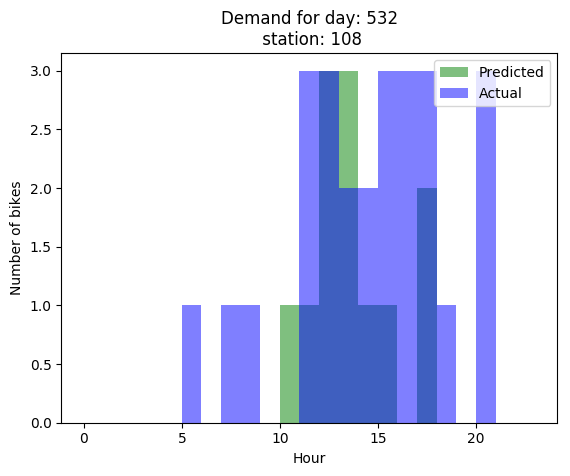 Demand for day: 532
station: 108
3.0
2.5
2.0
1.5
1.0
0.5
0.0
Number of bikes
Predicted
Actual
0
5
10
15
20
Hour